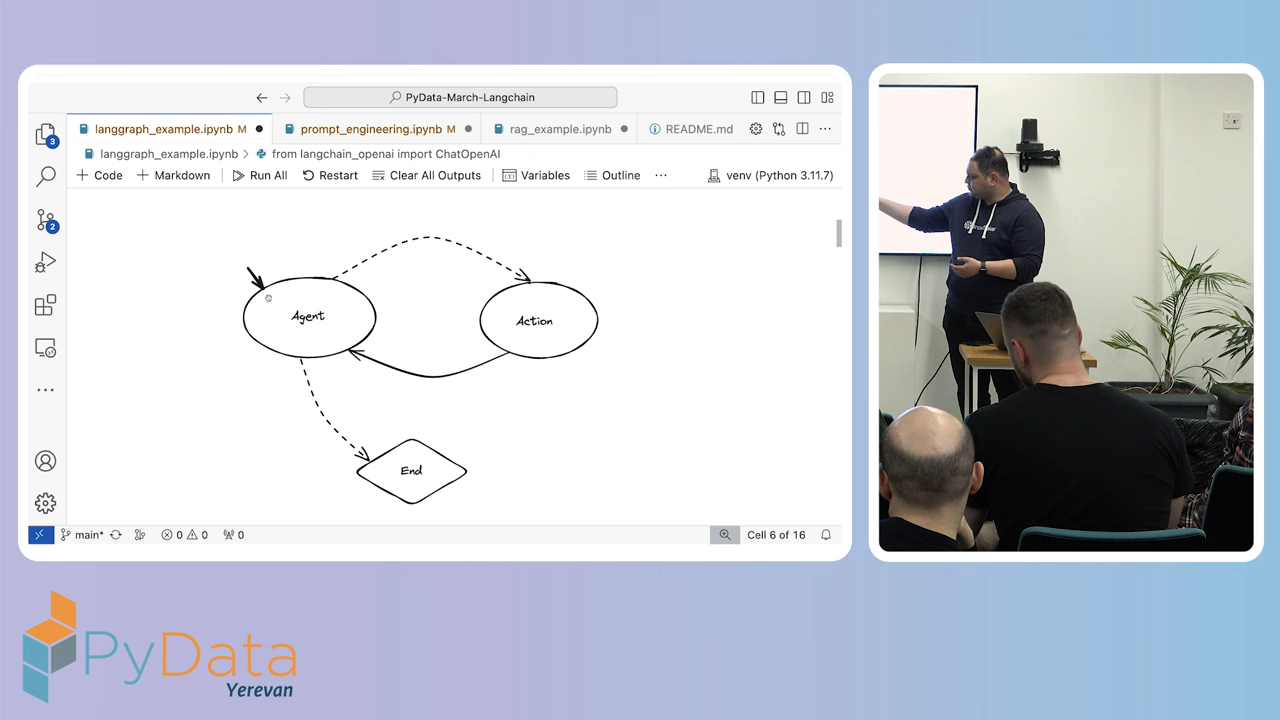 PyData-March-Langchain
langgraph_example.ipynb M
prompt_engineering.ipynb M
rag_example.ipynb
README.md
3
langgraph_example.ipynb > from langchain_openai import ChatOpenAI
Code
Markdown
Run All
Restart
Clear All Outputs
Variables
Outline
venv (Python 3.11.7)
2
Agent
Action
End
main*
0
0
0
Cell 6 of 16
PyData
Yerevan